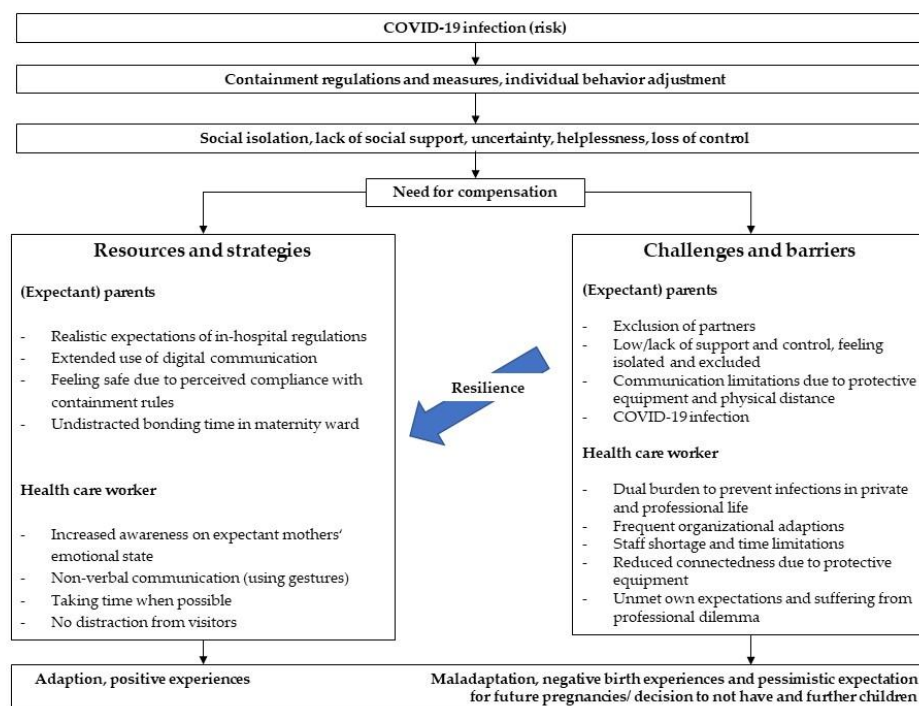 COVID-19 infection (risk)
Containment regulations and measures, individual behavior adjustment
Social isolation, lack of social support, uncertainty, helplessness, loss of control
Need for compensation
Resources and strategies
(Expectant) parents
- Realistic expectations of in-hospital regulations
- Extended use of digital communication
- Feeling safe due to perceived compliance with
containment rules
- Undistracted bonding time in maternity ward
Health care worker
- Increased awareness on expectant mothers‘
emotional state
- Non-verbal communication (using gestures)
- Taking time when possible
- No distraction from visitors
Resilience
Challenges and barriers
(Expectant) parents
- Exclusion of partners
- Low/lack of support and control, feeling
isolated and excluded
- Communication limitations due to protective
equipment and physical distance
- COVID-19 infection
Health care worker
- Dual burden to prevent infections in private
and professional life
- Frequent organizational adaptions
- Staff shortage and time limitations
- Reduced connectedness due to protective
equipment
- Unmet own expectations and suffering from
professional dilemma
Adaption, positive experiences
Maladaptation, negative birth experiences and pessimistic expectation
for future pregnancies/ decision to not have and further children